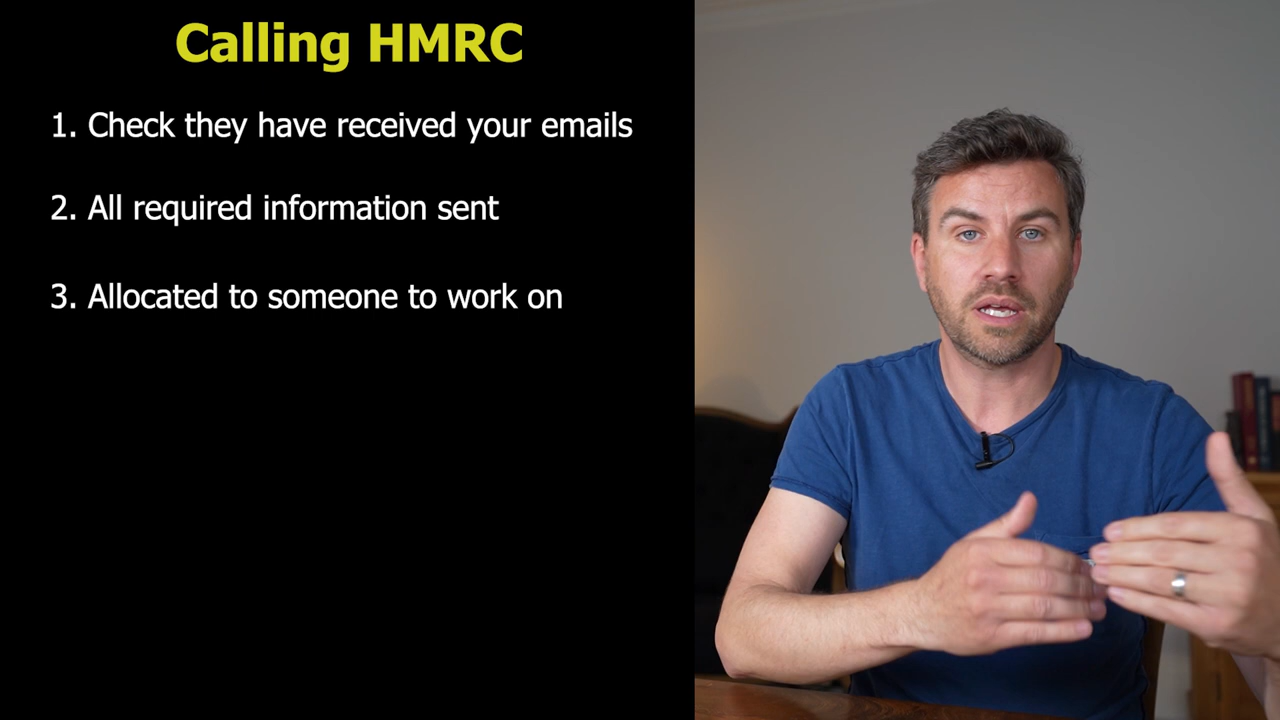 Calling HMRC
1. Check they have received your emails
2. All required information sent
3. Allocated to someone to work on